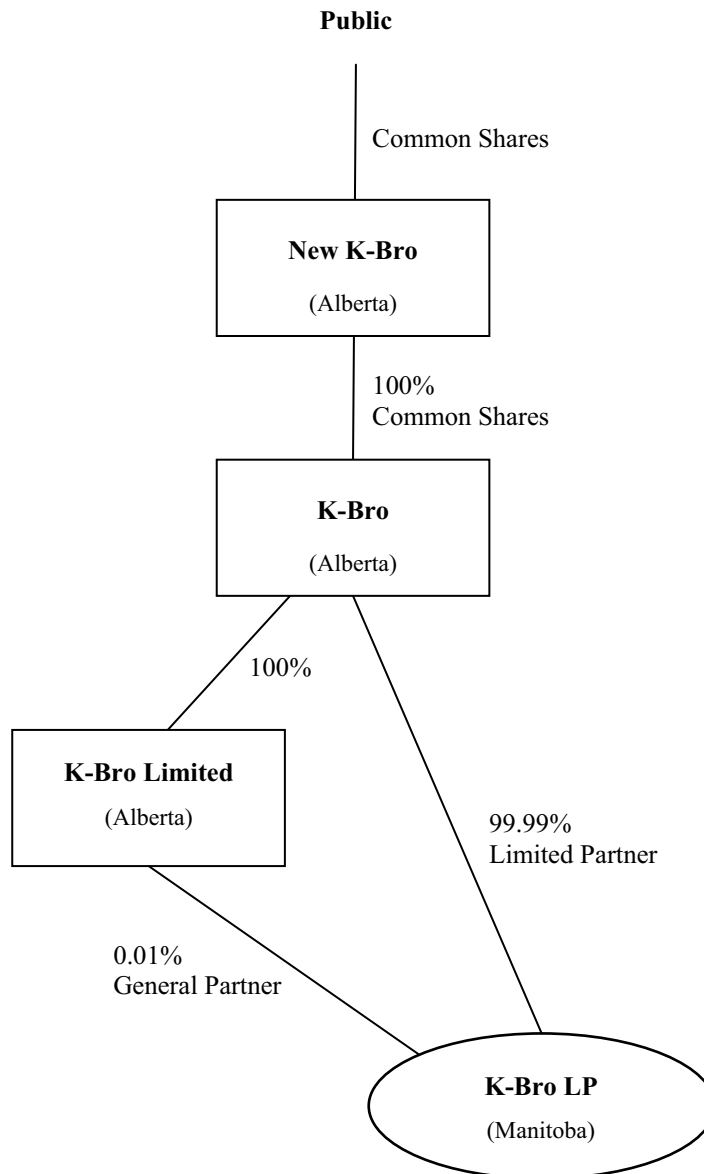 Public
Common Shares
New K-Bro
(Alberta)
100%
Common Shares
K-Bro
(Alberta)
100%
K-Bro Limited
(Alberta)
99.99%
Limited Partner
0.01%
General Partner
K-Bro LP
(Manitoba)